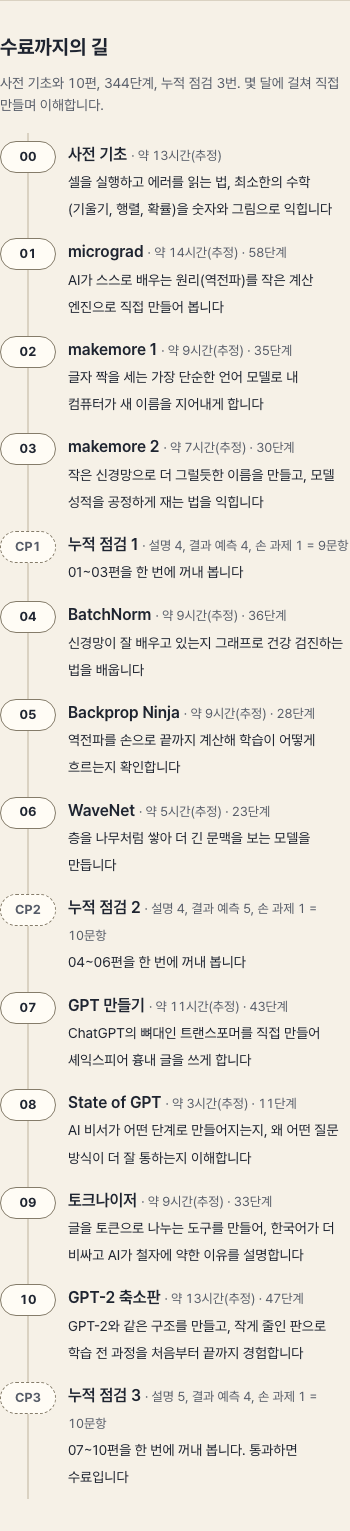 수료까지의 길
사전 기초와 10편, 344단계, 누적 점검 3번. 몇 달에 걸쳐 직접
만들며 이해합니다.
00 사전 기초 · 약 13시간(추정)
셀을 실행하고 에러를 읽는 법, 최소한의 수학
(기울기, 행렬, 확률)을 숫자와 그림으로 익힙니다
01 micrograd · 약 14시간(추정) · 58단계
AI가 스스로 배우는 원리(역전파)를 작은 계산
엔진으로 직접 만들어 봅니다
02 makemore 1 · 약 9시간(추정) · 35단계
글자 짝을 세는 가장 단순한 언어 모델로 내
컴퓨터가 새 이름을 지어내게 합니다
03 makemore 2 · 약 7시간(추정) · 30단계
작은 신경망으로 더 그럴듯한 이름을 만들고, 모델
성적을 공정하게 재는 법을 익힙니다
CP1 누적 점검 1 · 설명 4, 결과 예측 4, 손 과제 1 = 9문항
01~03편을 한 번에 꺼내 봅니다
04 BatchNorm · 약 9시간(추정) · 36단계
신경망이 잘 배우고 있는지 그래프로 건강 검진하는
법을 배웁니다
05 Backprop Ninja · 약 9시간(추정) · 28단계
역전파를 손으로 끝까지 계산해 학습이 어떻게
흐르는지 확인합니다
06 WaveNet · 약 5시간(추정) · 23단계
층을 나무처럼 쌓아 더 긴 문맥을 보는 모델을
만듭니다
CP2 누적 점검 2 · 설명 4, 결과 예측 5, 손 과제 1 =
10문항
04~06편을 한 번에 꺼내 봅니다
07 GPT 만들기 · 약 11시간(추정) · 43단계
ChatGPT의 뼈대인 트랜스포머를 직접 만들어
셰익스피어 흉내 글을 쓰게 합니다
08 State of GPT · 약 3시간(추정) · 11단계
AI 비서가 어떤 단계로 만들어지는지, 왜 어떤 질문
방식이 더 잘 통하는지 이해합니다
09 토크나이저 · 약 9시간(추정) · 33단계
글을 토큰으로 나누는 도구를 만들어, 한국어가 더
비싸고 AI가 철자에 약한 이유를 설명합니다
10 GPT-2 축소판 · 약 13시간(추정) · 47단계
GPT-2와 같은 구조를 만들고, 작게 줄인 판으로
학습 전 과정을 처음부터 끝까지 경험합니다
CP3 누적 점검 3 · 설명 5, 결과 예측 4, 손 과제 1 =
10문항
07~10편을 한 번에 꺼내 봅니다. 통과하면
수료입니다